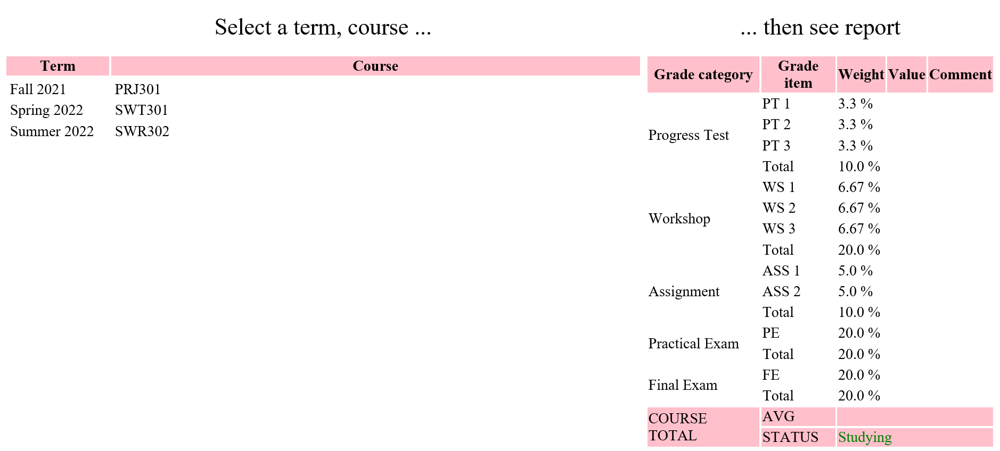 Select a term, course ...
... then see report
Term Course
Fall 2021 PRJ301
Spring 2022 SWT301
Summer 2022 SWR302
Grade category Grade item Weight Value Comment
Progress Test
PT 1 3.3 %
PT 2 3.3 %
PT 3 3.3 %
Total 10.0 %
Workshop
WS 1 6.67 %
WS 2 6.67 %
WS 3 6.67 %
Total 20.0 %
Assignment
ASS 1 5.0 %
ASS 2 5.0 %
Total 10.0 %
Practical Exam
PE 20.0 %
Total 20.0 %
Final Exam
FE 20.0 %
Total 20.0 %
COURSE TOTAL
AVG
STATUS Studying